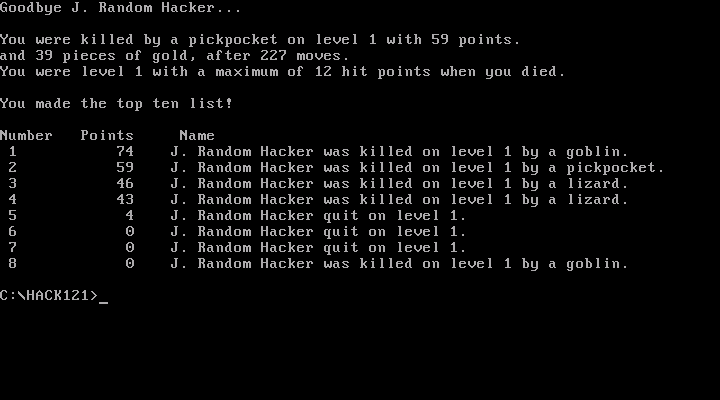 Goodbye J. Random Hacker...
You were killed by a pickpocket on level 1 with 59 points.
and 39 pieces of gold, after 227 moves.
You were level 1 with a maximum of 12 hit points when you died.
You made the top ten list!
Number Points Name
1 74 J. Random Hacker was killed on level 1 by a goblin.
2 59 J. Random Hacker was killed on level 1 by a pickpocket.
3 46 J. Random Hacker was killed on level 1 by a lizard.
4 43 J. Random Hacker was killed on level 1 by a lizard.
5 4 J. Random Hacker quit on level 1.
6 0 J. Random Hacker quit on level 1.
7 0 J. Random Hacker quit on level 1.
8 0 J. Random Hacker was killed on level 1 by a goblin.
C:\HACK121>_